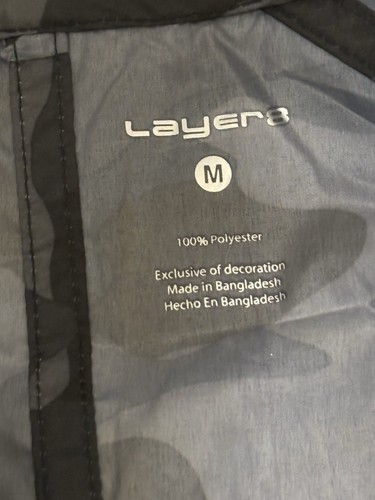 Layer8
M
100% Polyester
Exclusive of decoration
Made in Bangladesh
Hecho En Bangladesh